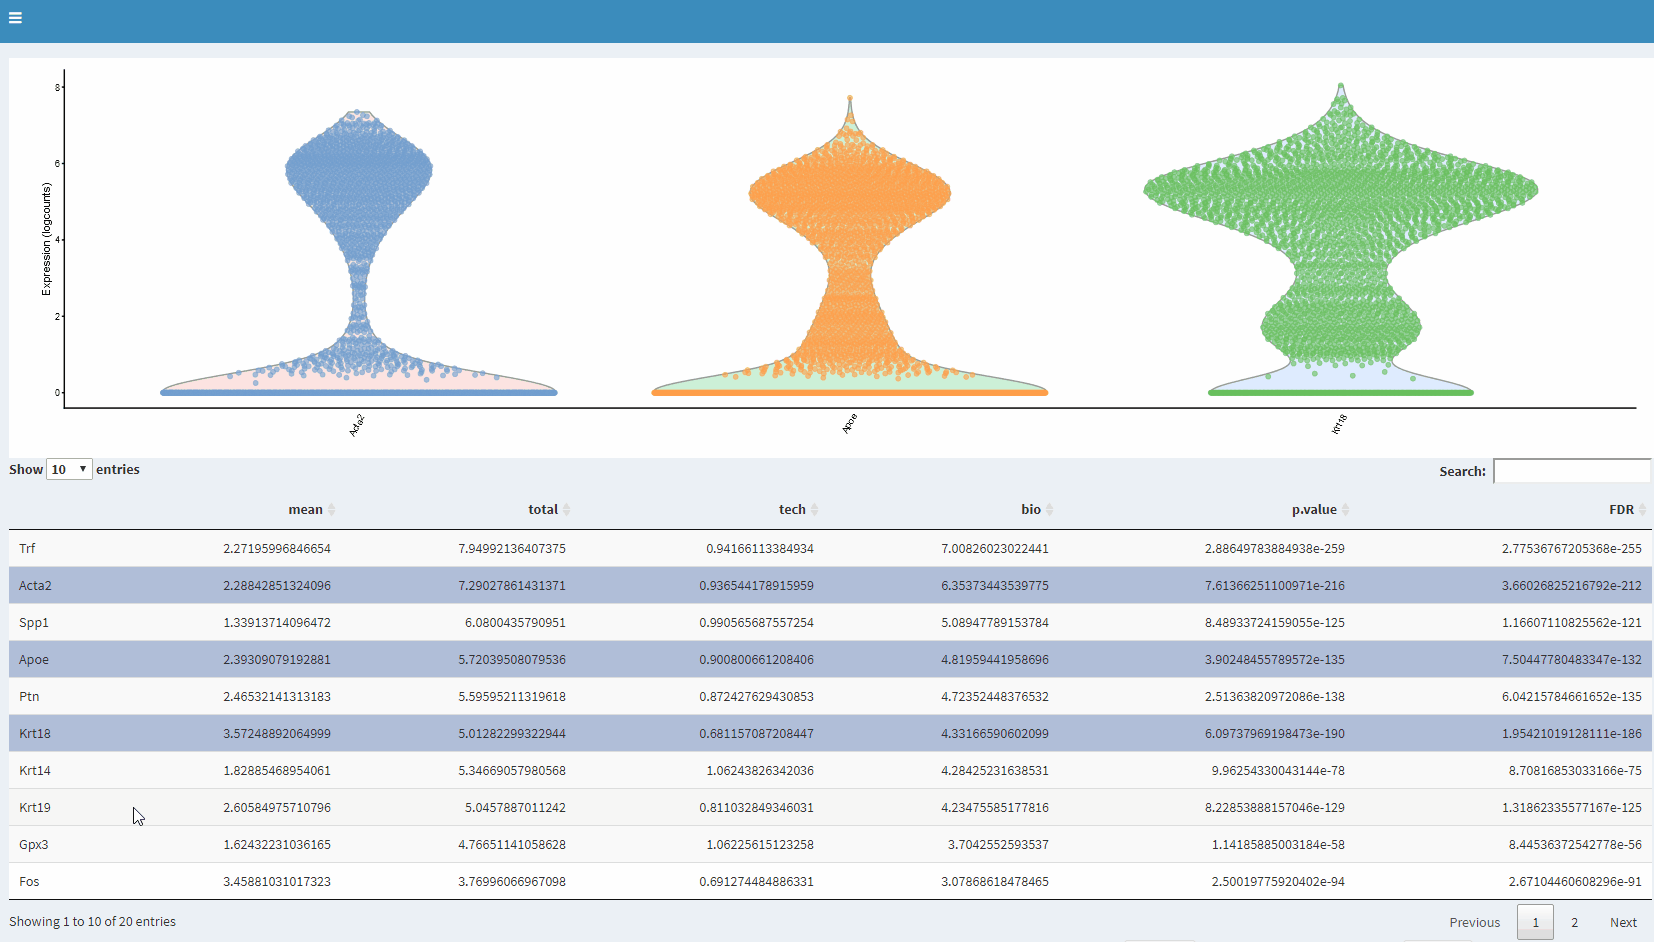 8
6
4
2
0
Expression (logcounts)
Acta2 Apoe Krt18
Show 10 entries Search:
mean total tech bio p.value FDR
Trf 2.27195996846654 7.94992136407375 0.94166113384934 7.00826023022441 2.88649783884938e-259 2.77536767205368e-255
Acta2 2.28842851324096 7.29027861431371 0.936544178915959 6.35373443539775 7.61366251100971e-216 3.66026825216792e-212
Spp1 1.33913714096472 6.0800435790951 0.990565687557254 5.08947789153784 8.48933724159055e-125 1.16607110825562e-121
Apoe 2.39309079192881 5.72039508079536 0.900800661208406 4.81959441958696 3.90248455789572e-135 7.50447780483347e-132
Ptn 2.46532141313183 5.59595211319618 0.872427629430853 4.72352448376532 2.51363820972086e-138 6.04215784661652e-135
Krt18 3.57248892064999 5.01282299322944 0.681157087208447 4.33166590602099 6.09737969198473e-190 1.95421019128111e-186
Krt14 1.82885468954061 5.34669057980568 1.06243826342036 4.28425231638531 9.96254330043144e-78 8.70816853033166e-75
Krt19 2.60584975710796 5.0457887011242 0.811032849346031 4.23475585177816 8.22853888157046e-129 1.31862335577167e-125
Gpx3 1.62432231036165 4.76651141058628 1.06225615123258 3.7042552593537 1.14185885003184e-58 8.44536372542778e-56
Fos 3.45881031017323 3.76996066967098 0.691274484886331 3.07868618478465 2.50019775920402e-94 2.67104460608296e-91
Showing 1 to 10 of 20 entries Previous 1 2 Next